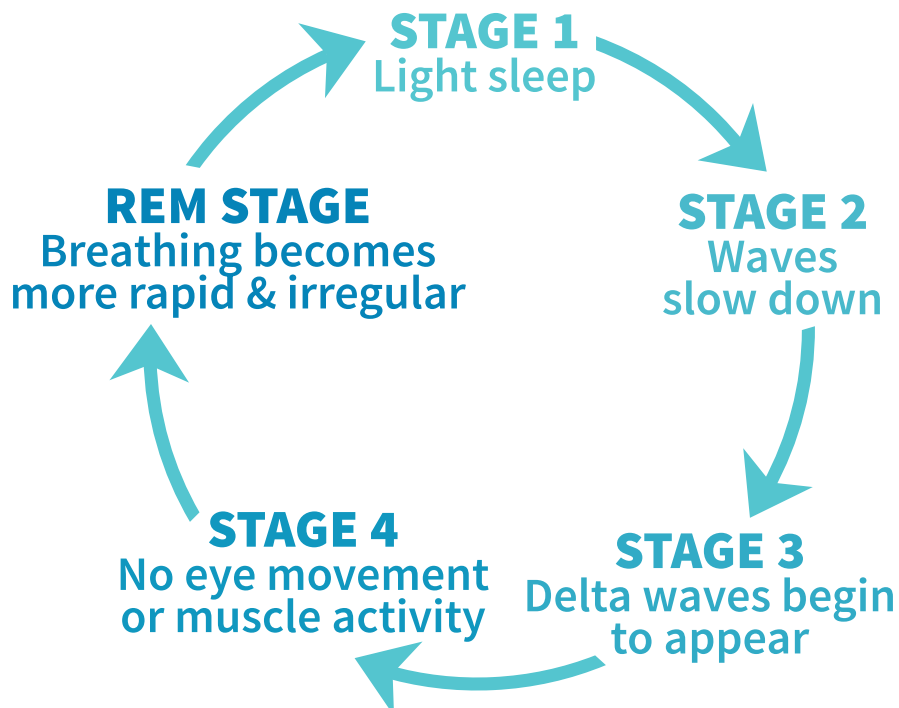 STAGE 1
Light sleep
STAGE 2
Waves
slow down
STAGE 3
Delta waves begin
to appear
STAGE 4
No eye movement
or muscle activity
REM STAGE
Breathing becomes
more rapid & irregular